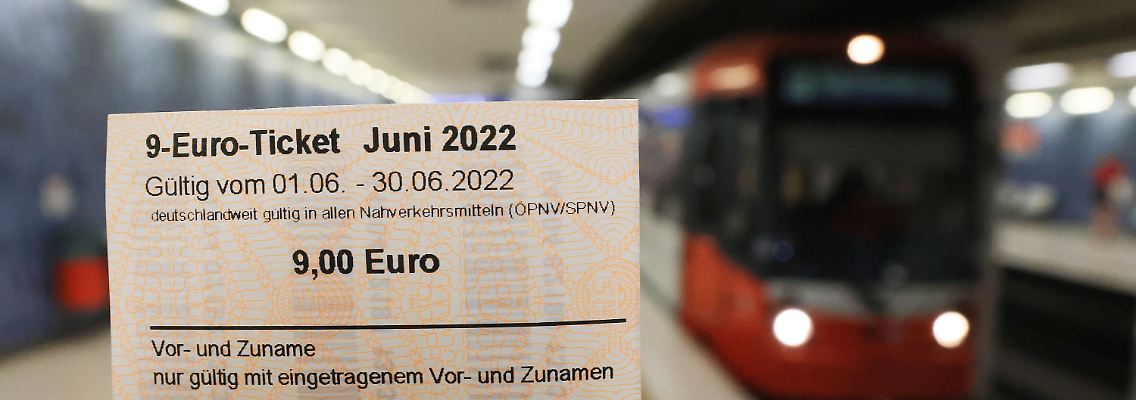 9-Euro-Ticket Juni 2022
Gültig vom 01.06. - 30.06.2022
deutschlandweit gültig in allen Nahverkehrsmitteln (ÖPNV/SPNV)
9,00 Euro
Vor- und Zuname
nur gültig mit eingetragenem Vor- und Zunamen